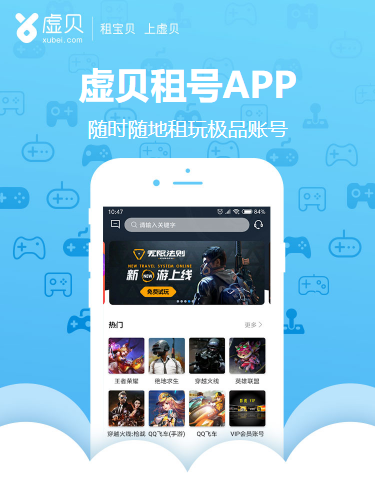 虚贝
xubei.com
租宝贝 上虚贝
虚贝租号APP
随时随地租玩极品账号
10:47
84%
请输入关键字
无限法则
NEW TRAVEL SYSTEM ONLINE
新 NEW 游上线
免费试玩
热门
更多
王者荣耀 绝地求生 穿越火线 英雄联盟
穿越火线:枪战 QQ飞车(手游) QQ飞车 VIP会员账号